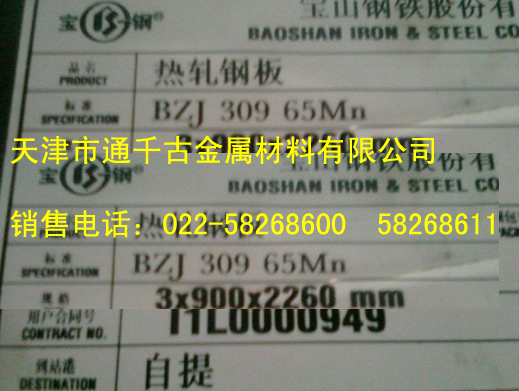 宝 钢 宝山钢铁股份有
BAOSHAN IRON & STEEL CO
品名 热轧钢板
PRODUCT
标准 BZJ 309 65Mn
SPECIFICATION
天津市通千古金属材料有限公司
宝 钢 宝山钢铁股份有
BAOSHAN IRON & STEEL CO
销售电话：022-58268600 58268611
热轧钢板
标准 BZJ 309 65Mn
SPECIFICATION
规格 3x900x2260 mm
用户合同号 11L0000949
CONTRACT NO.
到站港 自提
DESTINATION